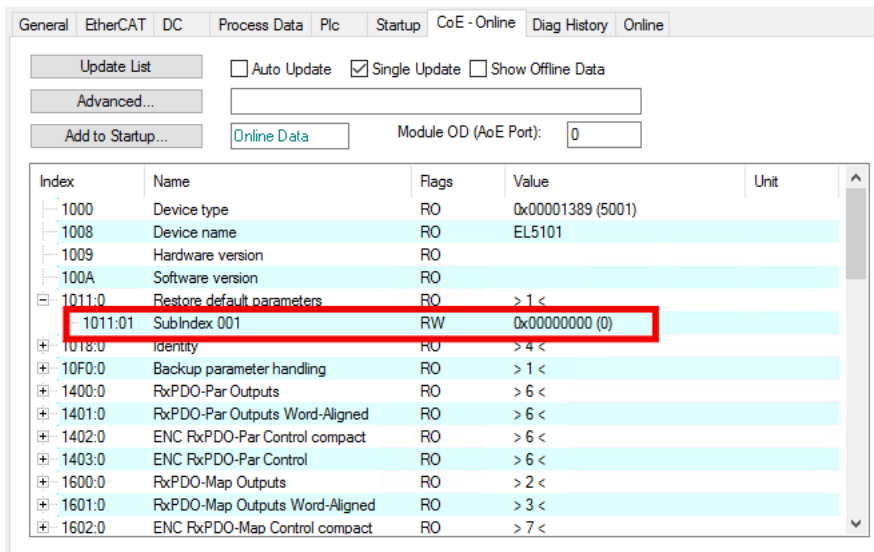 General EtherCAT DC Process Data Plc Startup CoE - Online Diag History Online
Update List Auto Update Single Update Show Offline Data
Advanced...
Add to Startup... Online Data Module OD (AoE Port): 0
Index Name Flags Value Unit
1000 Device type RO 0x00001389 (5001)
1008 Device name RO EL5101
1009 Hardware version RO
100A Software version RO
1011:0 Restore default parameters RO > 1 <
1011:01 SubIndex 001 RW 0x00000000 (0)
1018:0 Identity RO > 4 <
10F0:0 Backup parameter handling RO > 1 <
1400:0 RxPDO-Par Outputs RO > 6 <
1401:0 RxPDO-Par Outputs Word-Aligned RO > 6 <
1402:0 ENC RxPDO-Par Control compact RO > 6 <
1403:0 ENC RxPDO-Par Control RO > 6 <
1600:0 RxPDO-Map Outputs RO > 2 <
1601:0 RxPDO-Map Outputs Word-Aligned RO > 3 <
1602:0 ENC RxPDO-Map Control compact RO > 7 <